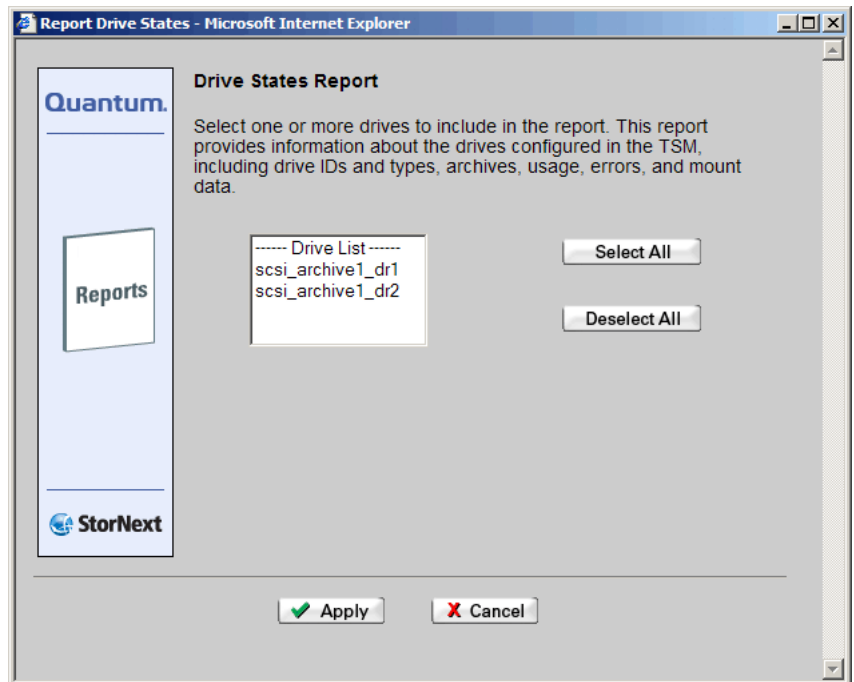 Report Drive States - Microsoft Internet Explorer
Quantum.
Drive States Report
Select one or more drives to include in the report. This report
provides information about the drives configured in the TSM,
including drive IDs and types, archives, usage, errors, and mount
data.
------ Drive List ------
scsi_archive1_dr1
scsi_archive1_dr2
Select All
Deselect All
Reports
StorNext
Apply
Cancel